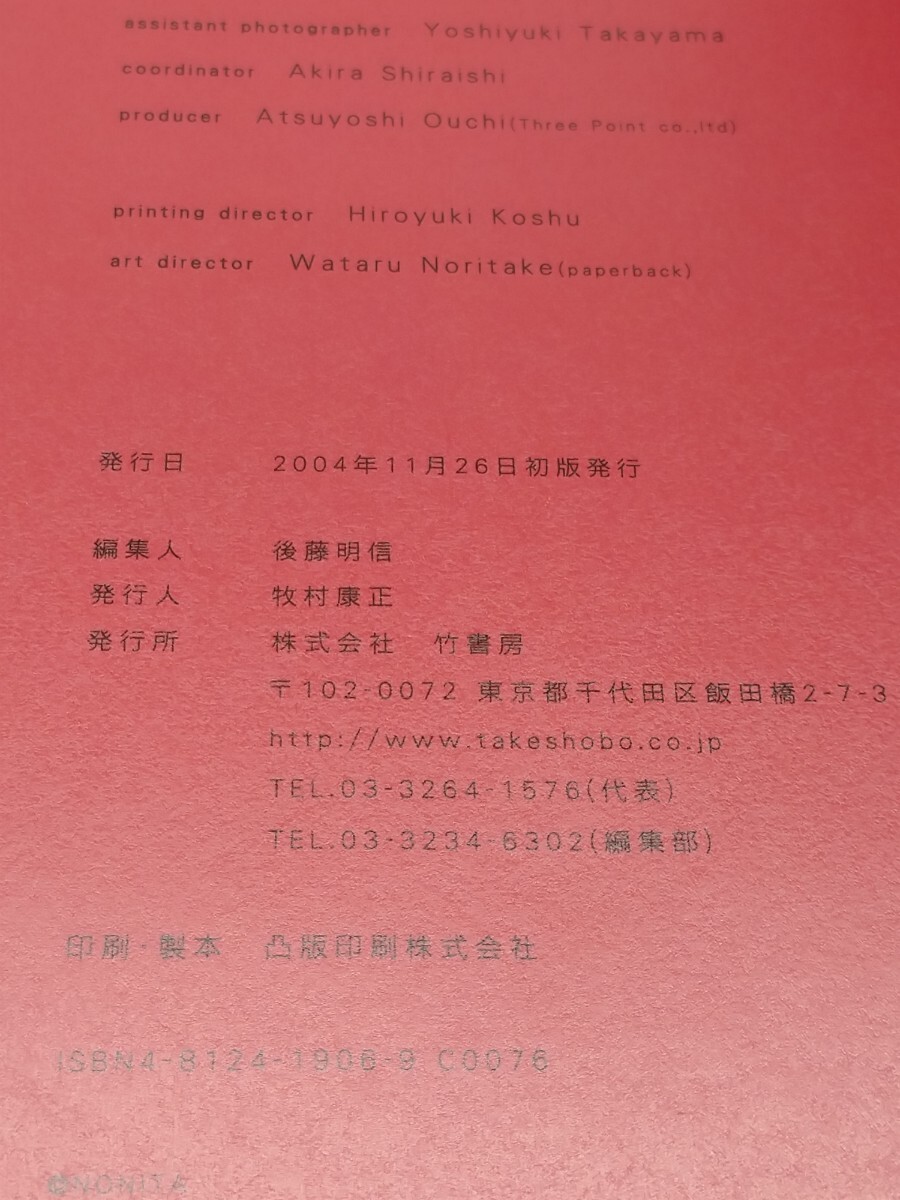 assistant photographer Yoshiyuki Takayama
coordinator Akira Shiraishi
producer Atsuyoshi Ouchi(Three Point co.,ltd)
printing director Hiroyuki Koshu
art director Wataru Noritake(paperback)
発行日 2004年11月26日初版発行
編集人 後藤明信
発行人 牧村康正
発行所 株式会社 竹書房
〒102-0072 東京都千代田区飯田橋2-7-3
http://www.takeshobo.co.jp
TEL.03-3264-1576(代表)
TEL.03-3234-6302(編集部)
印刷・製本 凸版印刷株式会社
ISBN4-8124-1906-9 C0076
©NONITA